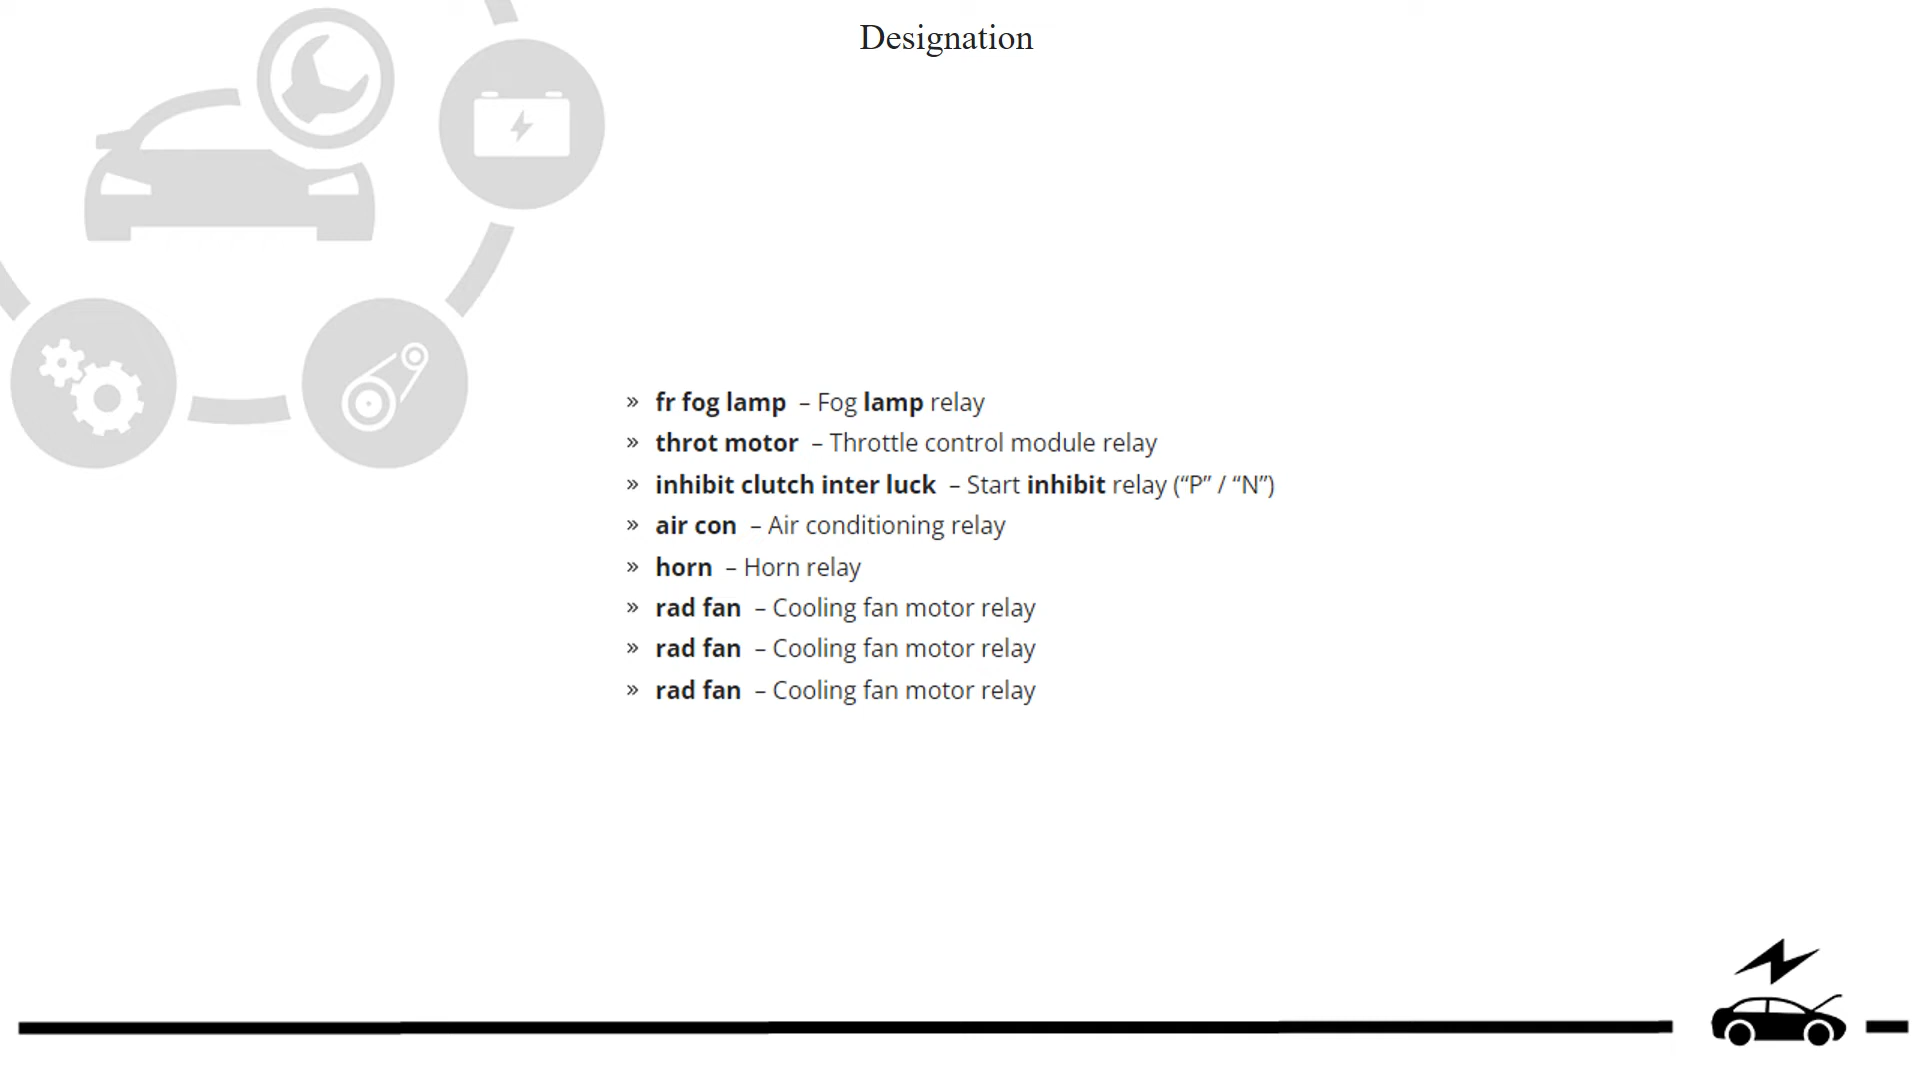 Designation
» fr fog lamp – Fog lamp relay
» throt motor – Throttle control module relay
» inhibit clutch inter luck – Start inhibit relay (“P” / “N”)
» air con – Air conditioning relay
» horn – Horn relay
» rad fan – Cooling fan motor relay
» rad fan – Cooling fan motor relay
» rad fan – Cooling fan motor relay